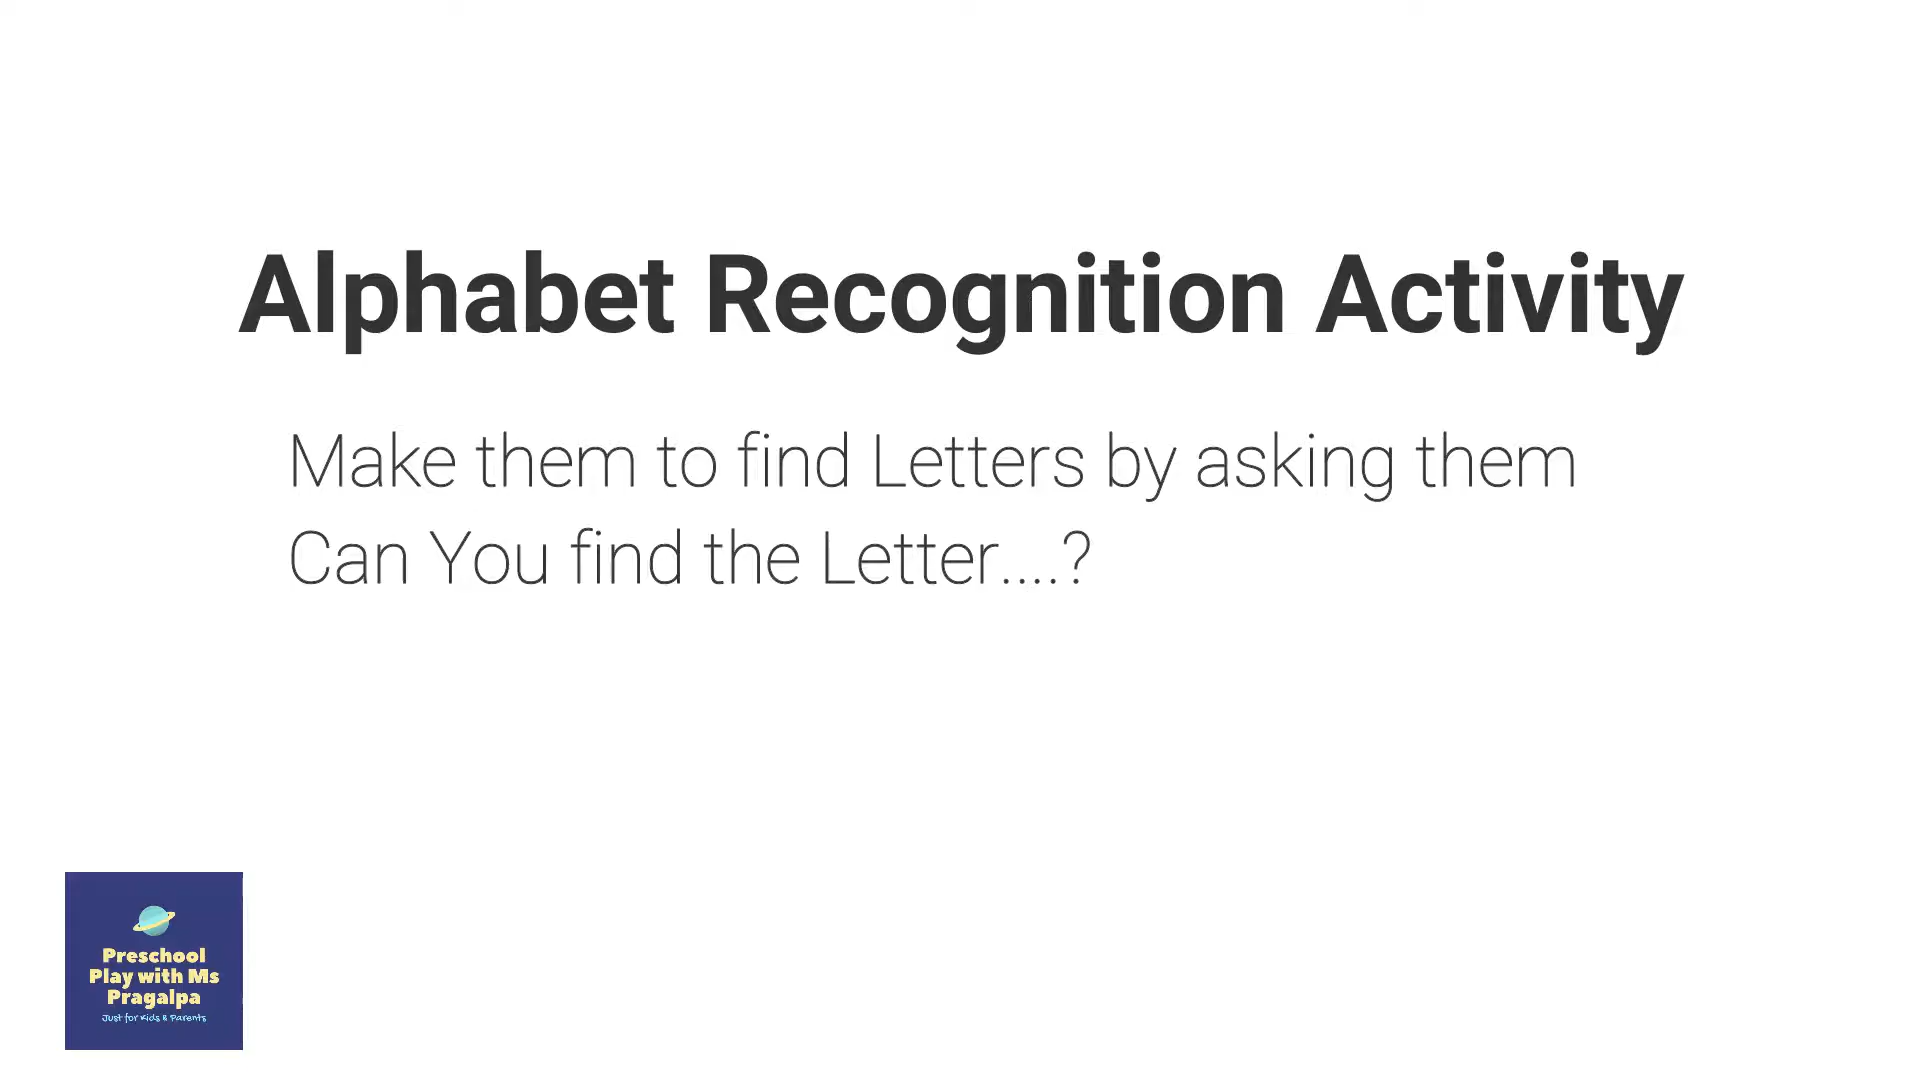 Alphabet Recognition Activity
Make them to find Letters by asking them
Can You find the Letter....?
Preschool
Play with Ms
Pragalpa
Just for Kids & Parents